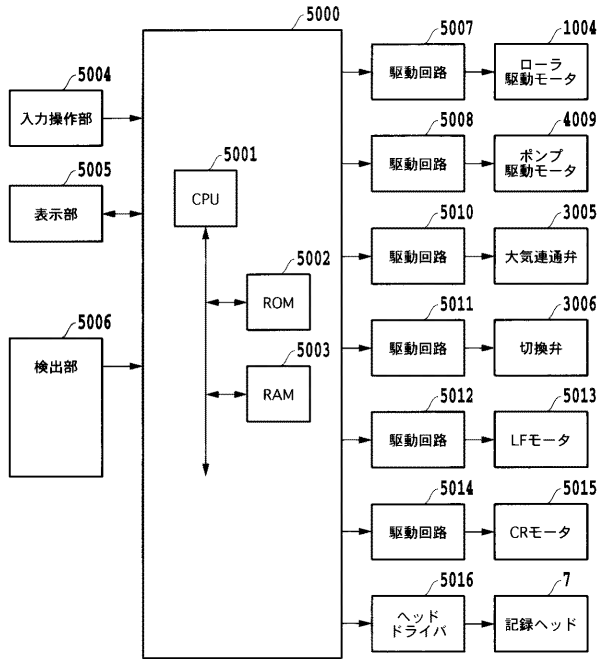 5000
5004
入力操作部
5005
表示部
5006
検出部
5001
CPU
5002
ROM
5003
RAM
5007
駆動回路
1004
ローラ
駆動モータ
5008
駆動回路
4009
ポンプ
駆動モータ
5010
駆動回路
3005
大気連通弁
5011
駆動回路
3006
切換弁
5012
駆動回路
5013
LFモータ
5014
駆動回路
5015
CRモータ
5016
ヘッド
ドライバ
7
記録ヘッド